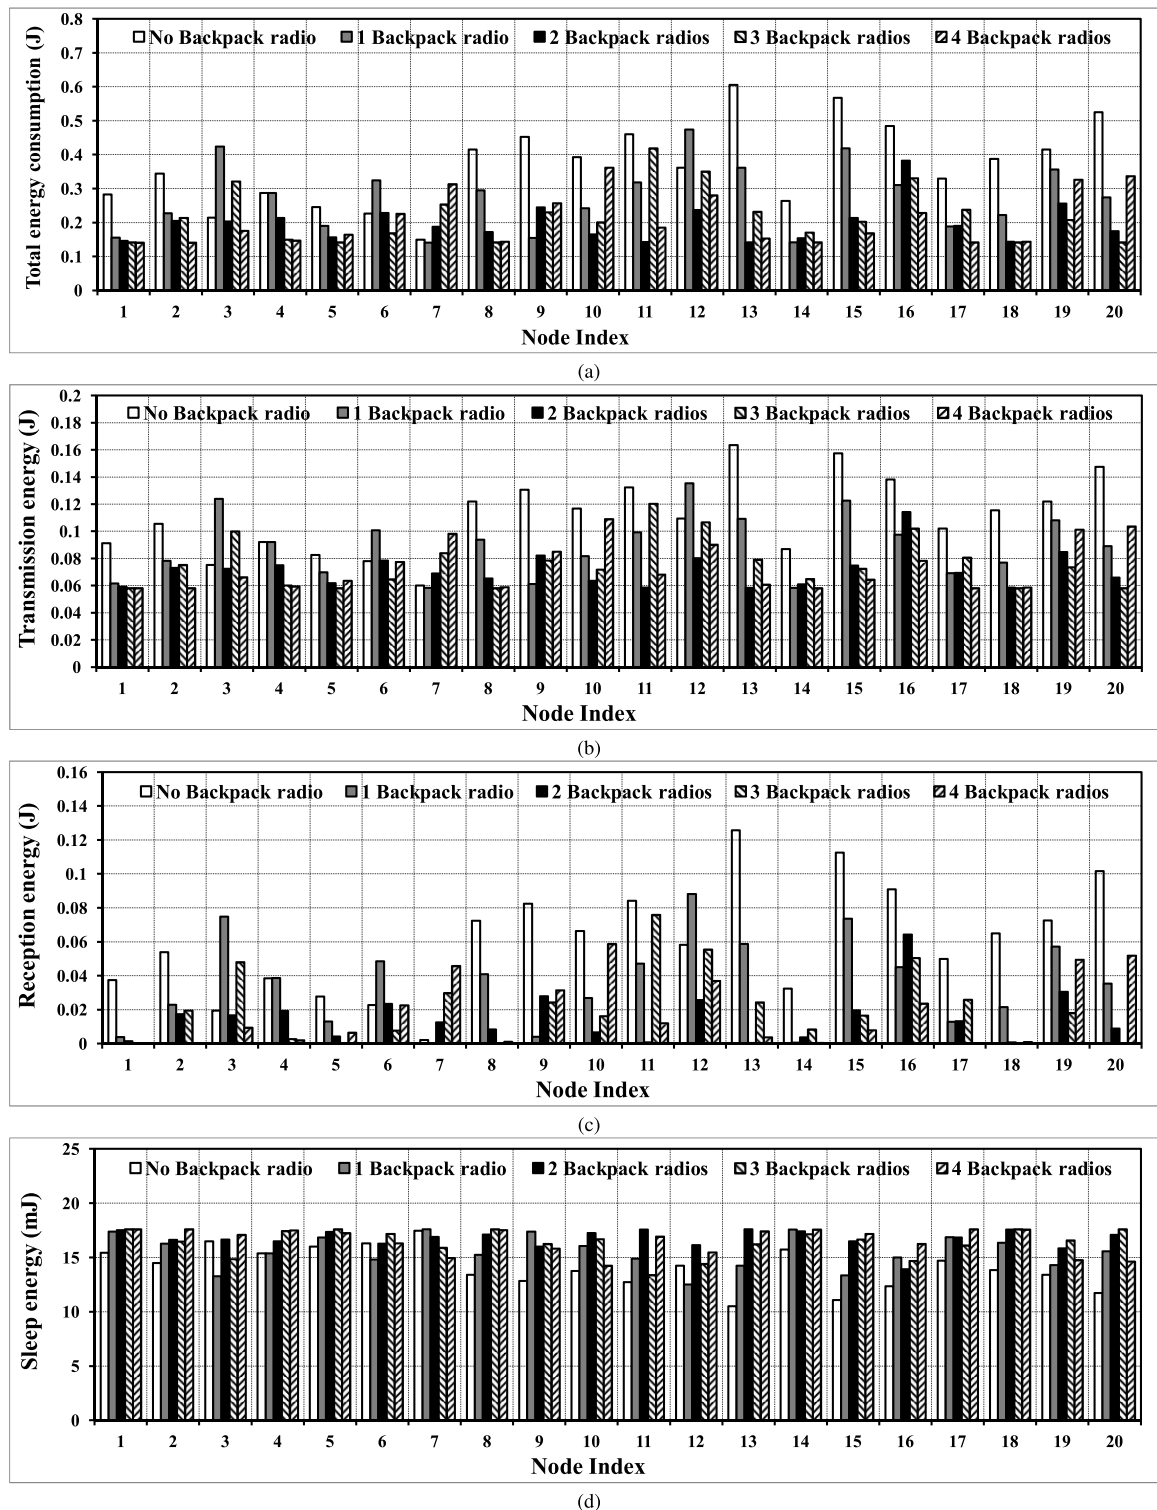 0.8
No Backpack radio 1 Backpack radio 2 Backpack radios 3 Backpack radios 4 Backpack radios
0.7
0.6
0.5
0.4
0.3
0.2
0.1
0
Total energy consumption (J)
1 2 3 4 5 6 7 8 9 10 11 12 13 14 15 16 17 18 19 20
Node Index
(a)
0.2
No Backpack radio 1 Backpack radio 2 Backpack radios 3 Backpack radios 4 Backpack radios
0.18
0.16
0.14
0.12
0.1
0.08
0.06
0.04
0.02
0
Transmission energy (J)
1 2 3 4 5 6 7 8 9 10 11 12 13 14 15 16 17 18 19 20
Node Index
(b)
0.16
No Backpack radio 1 Backpack radio 2 Backpack radios 3 Backpack radios 4 Backpack radios
0.14
0.12
0.1
0.08
0.06
0.04
0.02
0
Reception energy (J)
1 2 3 4 5 6 7 8 9 10 11 12 13 14 15 16 17 18 19 20
Node Index
(c)
25
No Backpack radio 1 Backpack radio 2 Backpack radios 3 Backpack radios 4 Backpack radios
20
15
10
5
0
Sleep energy (mJ)
1 2 3 4 5 6 7 8 9 10 11 12 13 14 15 16 17 18 19 20
Node Index
(d)